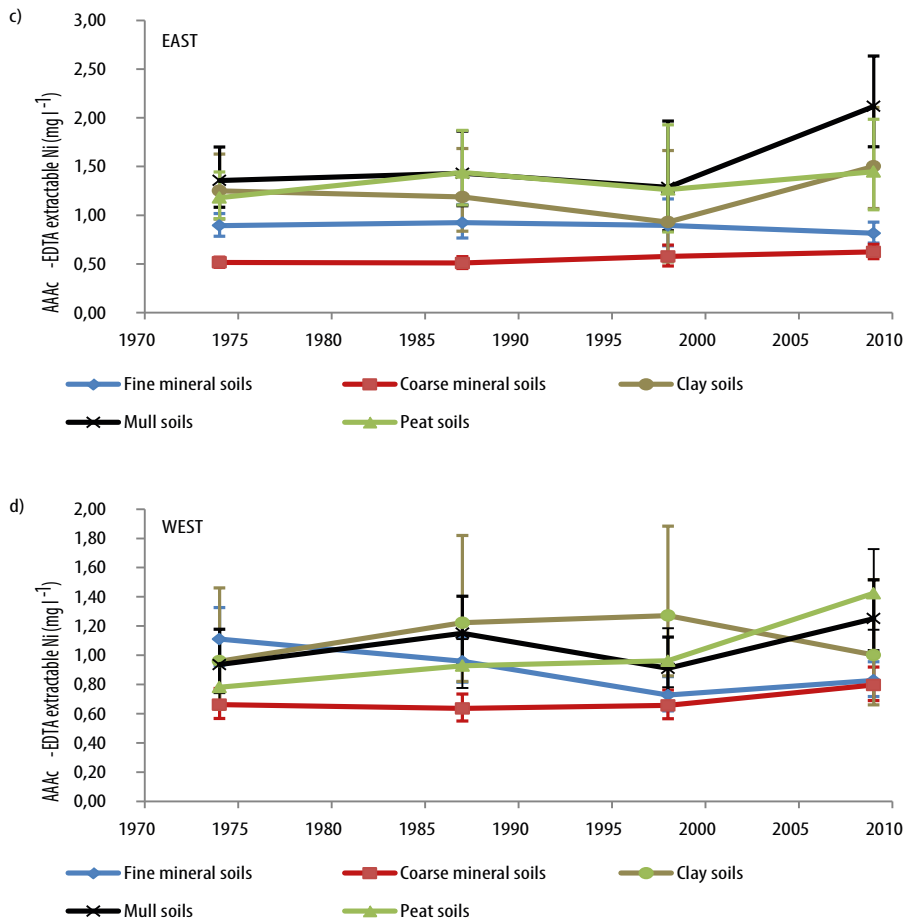 c)
EAST
AAAc -EDTA extractable Ni (mg l⁻¹)
3,00
2,50
2,00
1,50
1,00
0,50
0,00
1970 1975 1980 1985 1990 1995 2000 2005 2010
Fine mineral soils Coarse mineral soils Clay soils
Mull soils Peat soils
d)
WEST
AAAc -EDTA extractable Ni (mg l⁻¹)
2,00
1,80
1,60
1,40
1,20
1,00
0,80
0,60
0,40
0,20
0,00
1970 1975 1980 1985 1990 1995 2000 2005 2010
Fine mineral soils Coarse mineral soils Clay soils
Mull soils Peat soils